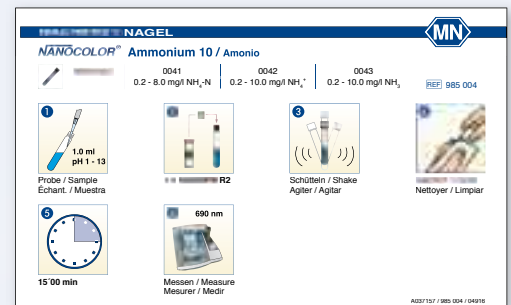 NAGEL
MN
NANOCOLOR® Ammonium 10 / Amonio
0041 0042 0043
0.2 - 8.0 mg/l NH4-N 0.2 - 10.0 mg/l NH4+ 0.2 - 10.0 mg/l NH3
REF 985 004
1
1.0 ml
pH 1 - 13
Probe / Sample
Échant. / Muestra
R2
3
Schütteln / Shake
Agiter / Agitar
Nettoyer / Limpiar
5
15´00 min
690 nm
Messen / Measure
Mesurer / Medir
A037157 / 985 004 / 04916